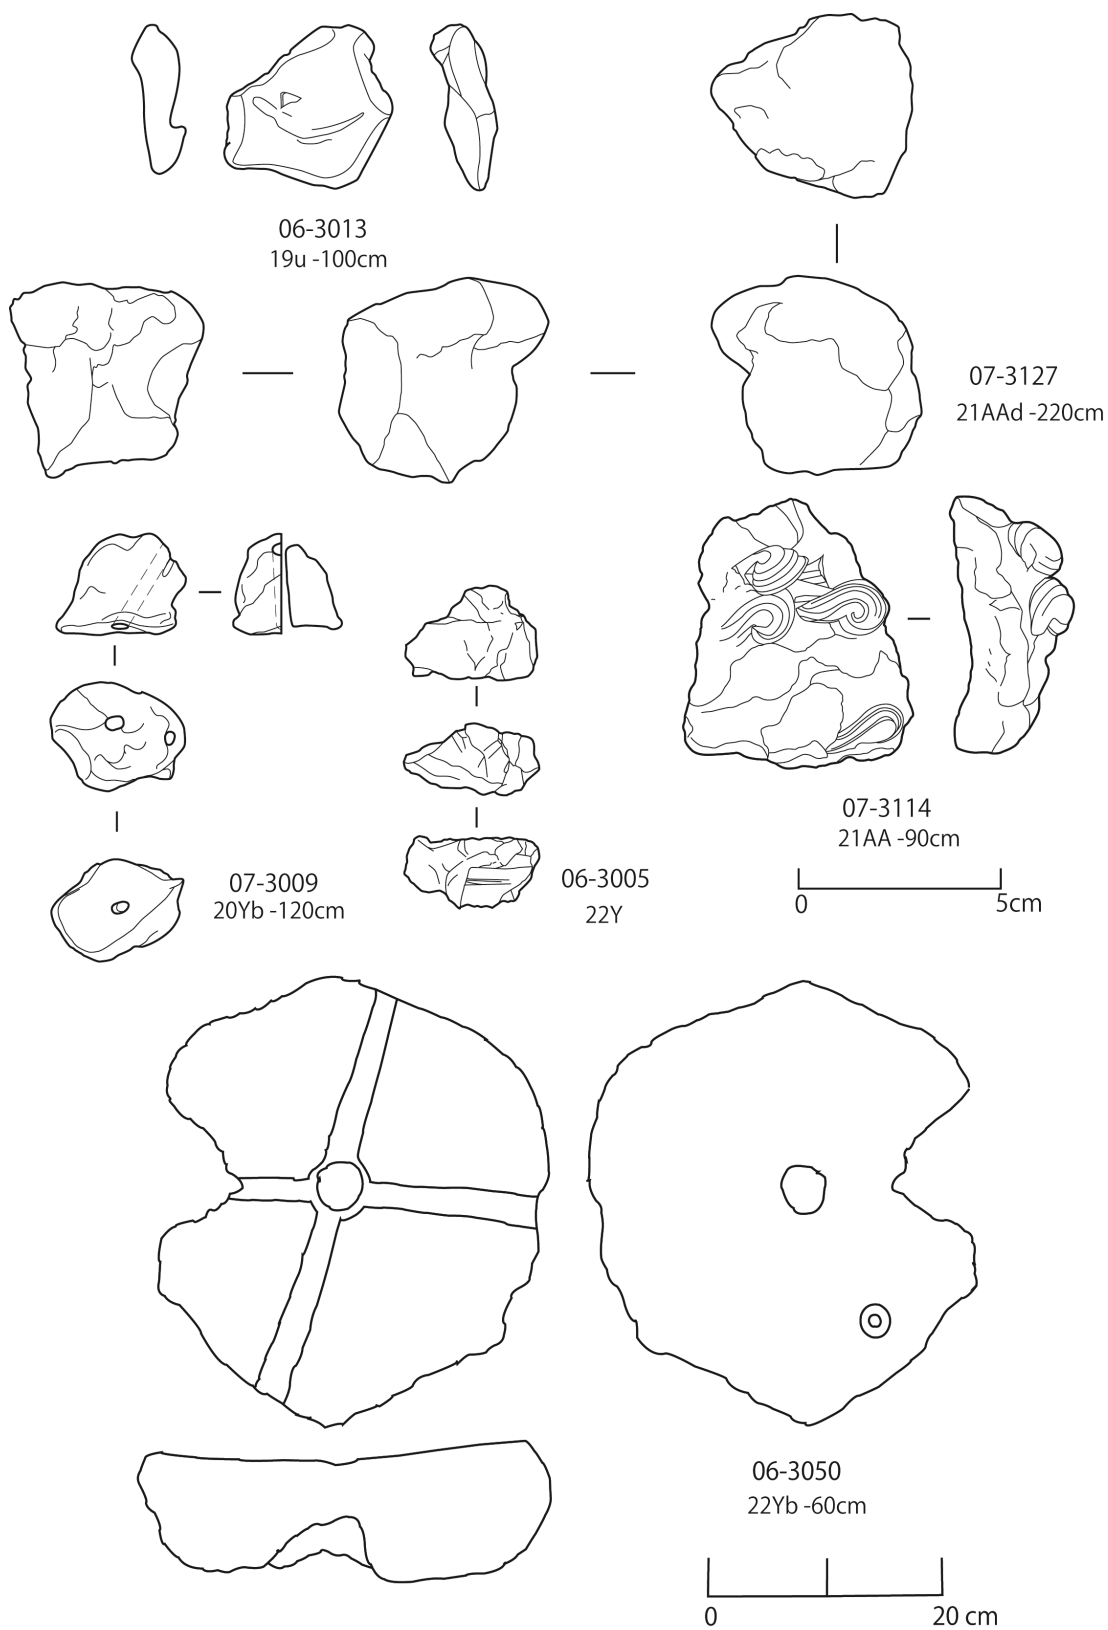 06-3013
19u -100cm
07-3127
21AAd -220cm
07-3114
21AA -90cm
07-3009
20Yb -120cm
06-3005
22Y
0 5cm
06-3050
22Yb -60cm
0 20 cm